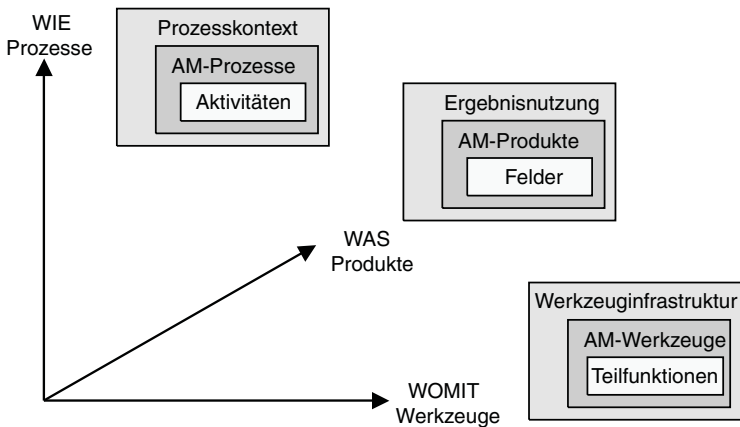 WIE
Prozesse
Prozesskontext
AM-Prozesse
Aktivitäten
Ergebnisnutzung
AM-Produkte
Felder
WAS
Produkte
Werkzeuginfrastruktur
AM-Werkzeuge
Teilfunktionen
WOMIT
Werkzeuge